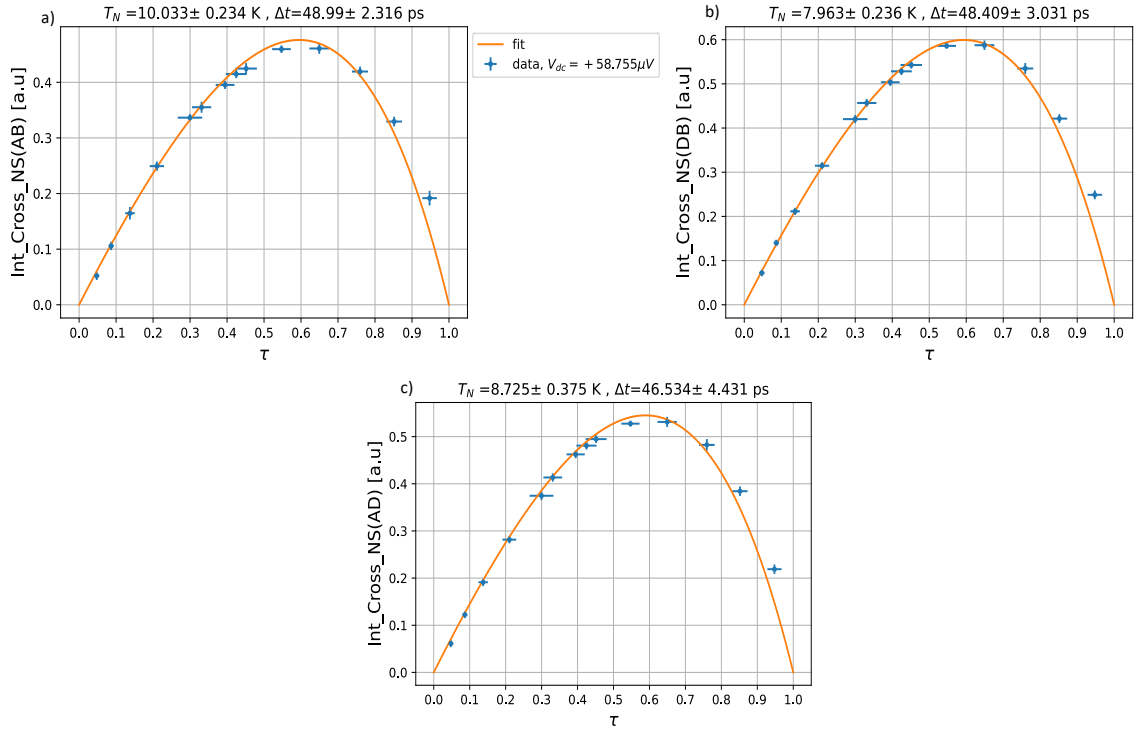 a)
T_N =10.033± 0.234 K , Δt=48.99± 2.316 ps
Int_Cross_NS(AB) [a.u]
0.4
0.3
0.2
0.1
0.0
0.0 0.1 0.2 0.3 0.4 0.5 0.6 0.7 0.8 0.9 1.0
τ
fit
data, V_dc = +58.755μV
b)
T_N =7.963± 0.236 K , Δt=48.409± 3.031 ps
Int_Cross_NS(DB) [a.u]
0.6
0.5
0.4
0.3
0.2
0.1
0.0
0.0 0.1 0.2 0.3 0.4 0.5 0.6 0.7 0.8 0.9 1.0
τ
c)
T_N =8.725± 0.375 K , Δt=46.534± 4.431 ps
Int_Cross_NS(AD) [a.u]
0.5
0.4
0.3
0.2
0.1
0.0
0.0 0.1 0.2 0.3 0.4 0.5 0.6 0.7 0.8 0.9 1.0
τ